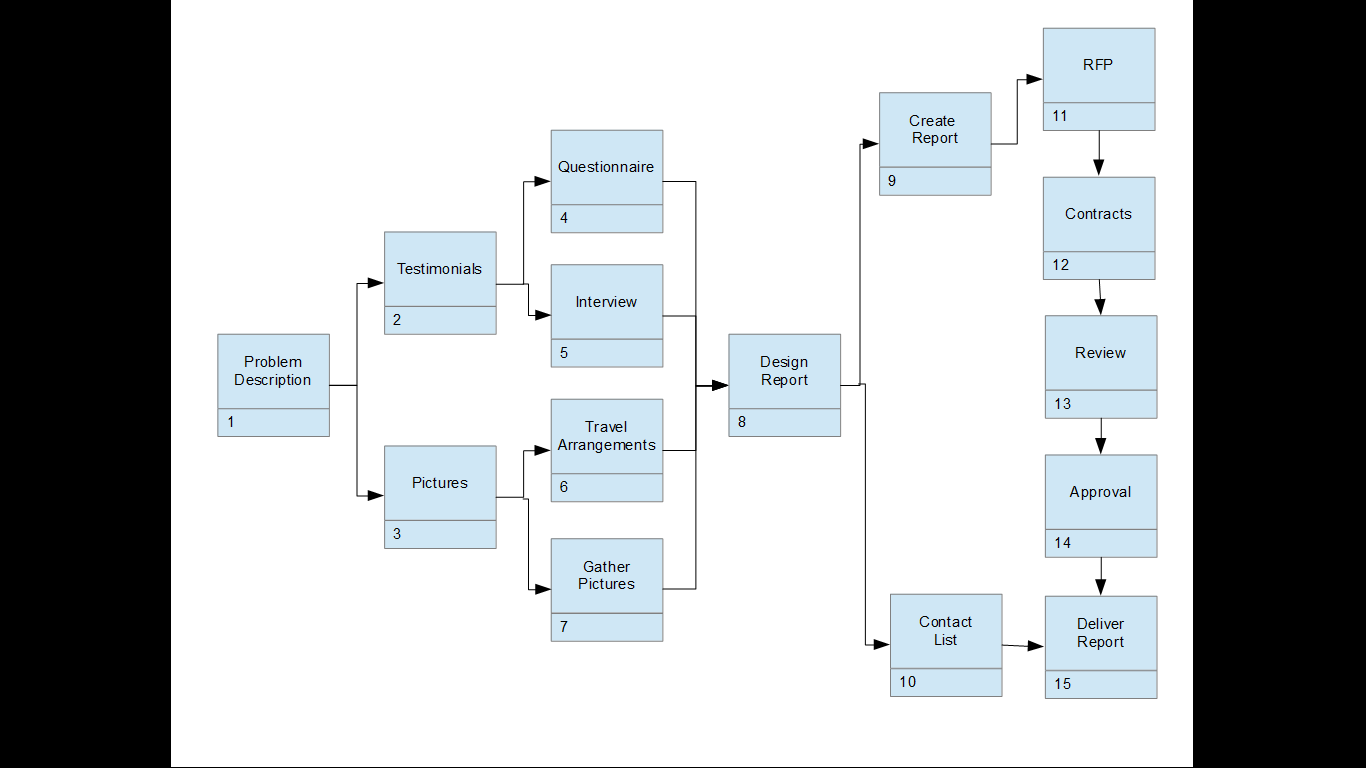 Problem
Description
1
Testimonials
2
Pictures
3
Questionnaire
4
Interview
5
Travel
Arrangements
6
Gather
Pictures
7
Design
Report
8
Create
Report
9
Contact
List
10
RFP
11
Contracts
12
Review
13
Approval
14
Deliver
Report
15